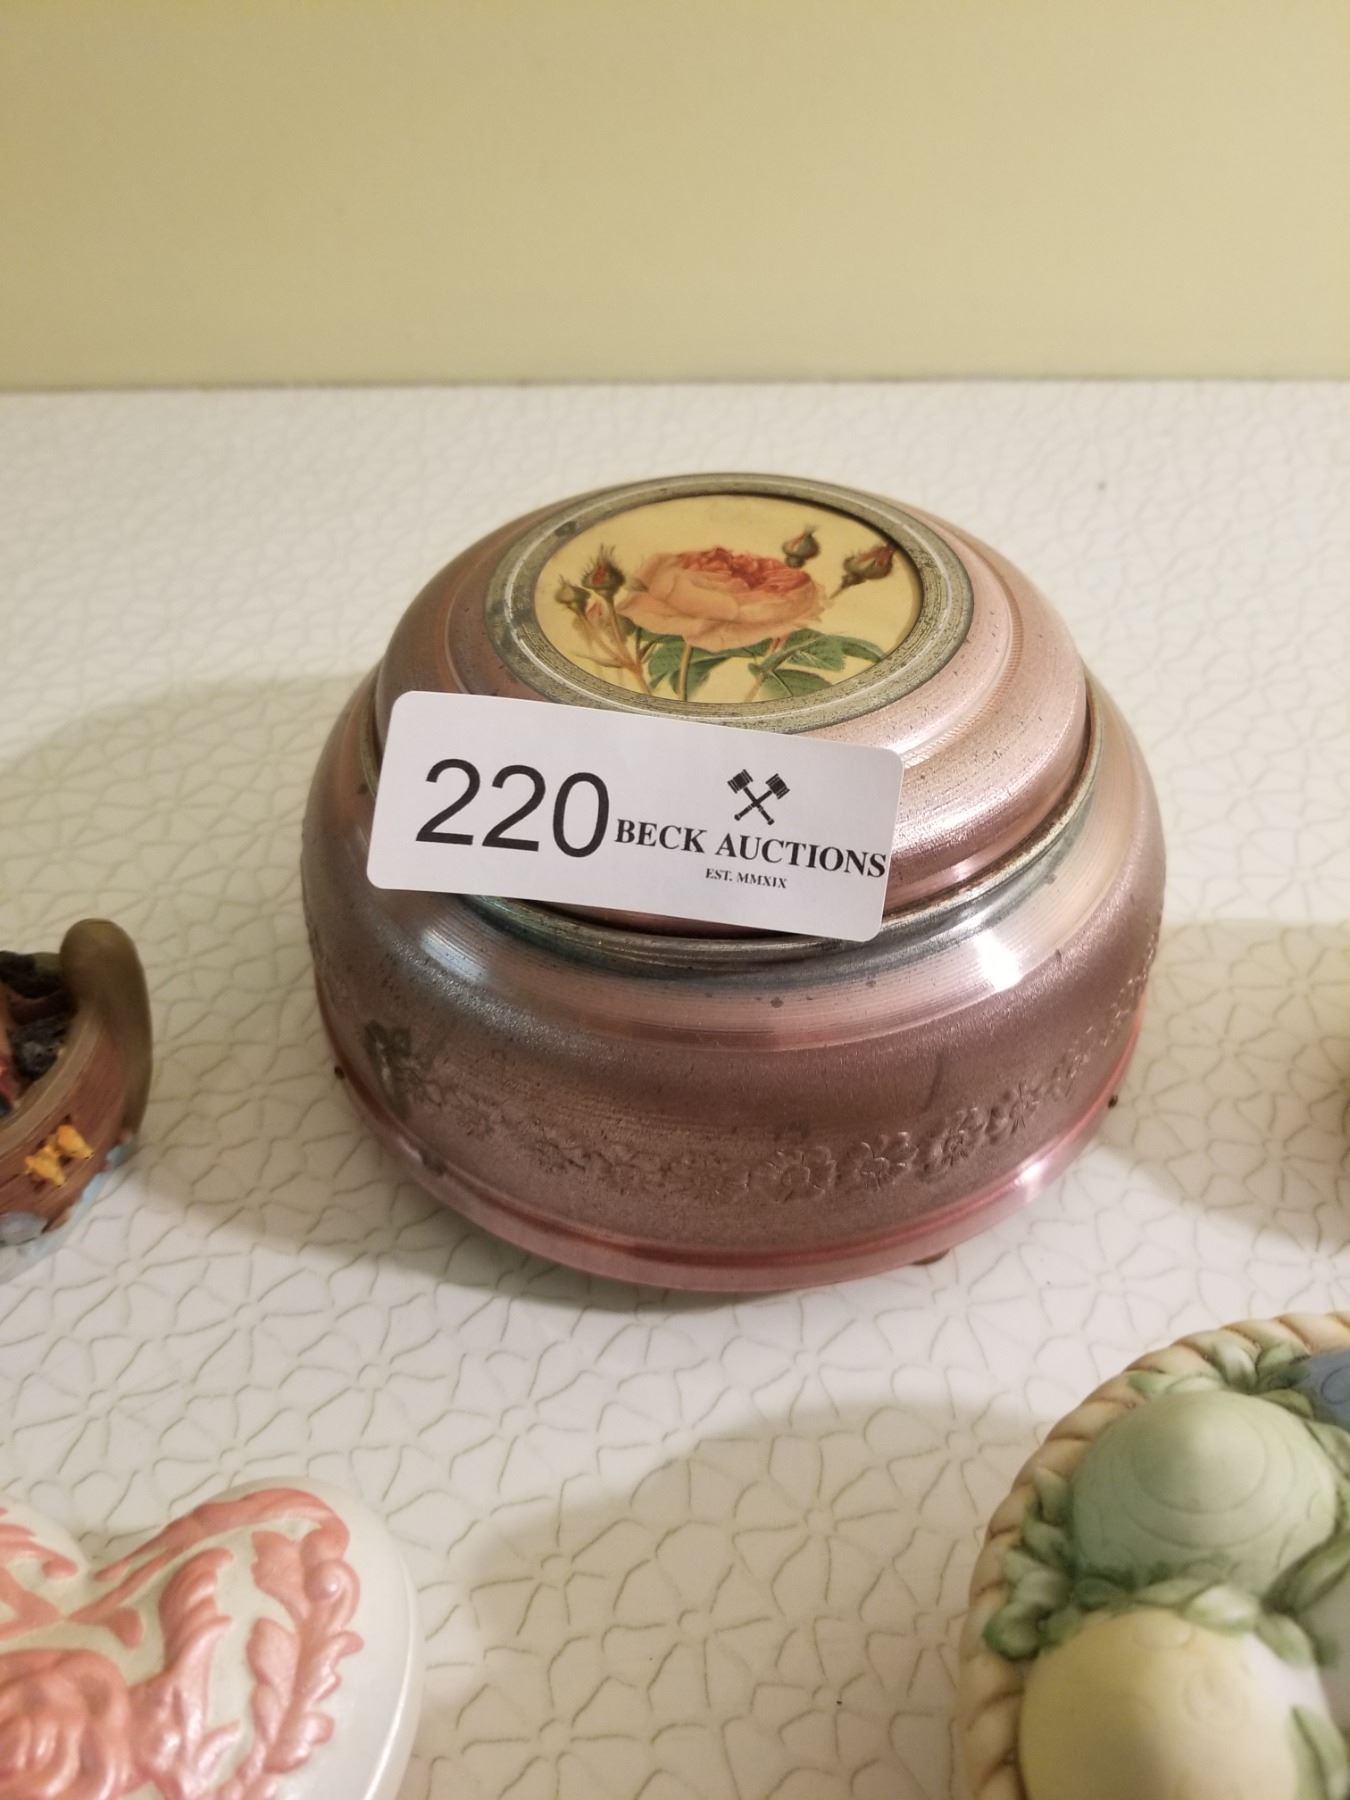 220
BECK AUCTIONS
EST. MMXIX